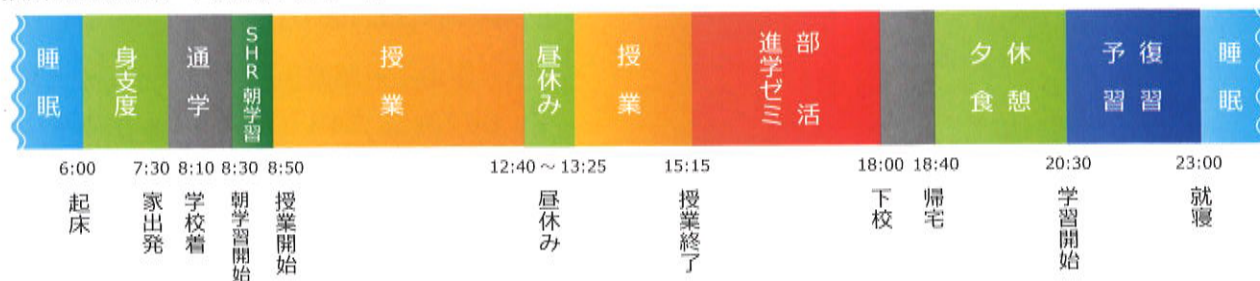 睡眠
身支度
通学
SHR 朝学習
授業
昼休み
授業
部活
進学ゼミ
休憩
夕食
復習
予習
睡眠
6:00
起床
7:30
家出発
8:10
学校着
8:30
朝学習開始
8:50
授業開始
12:40 ～ 13:25
昼休み
15:15
授業終了
18:00
下校
18:40
帰宅
20:30
学習開始
23:00
就寝